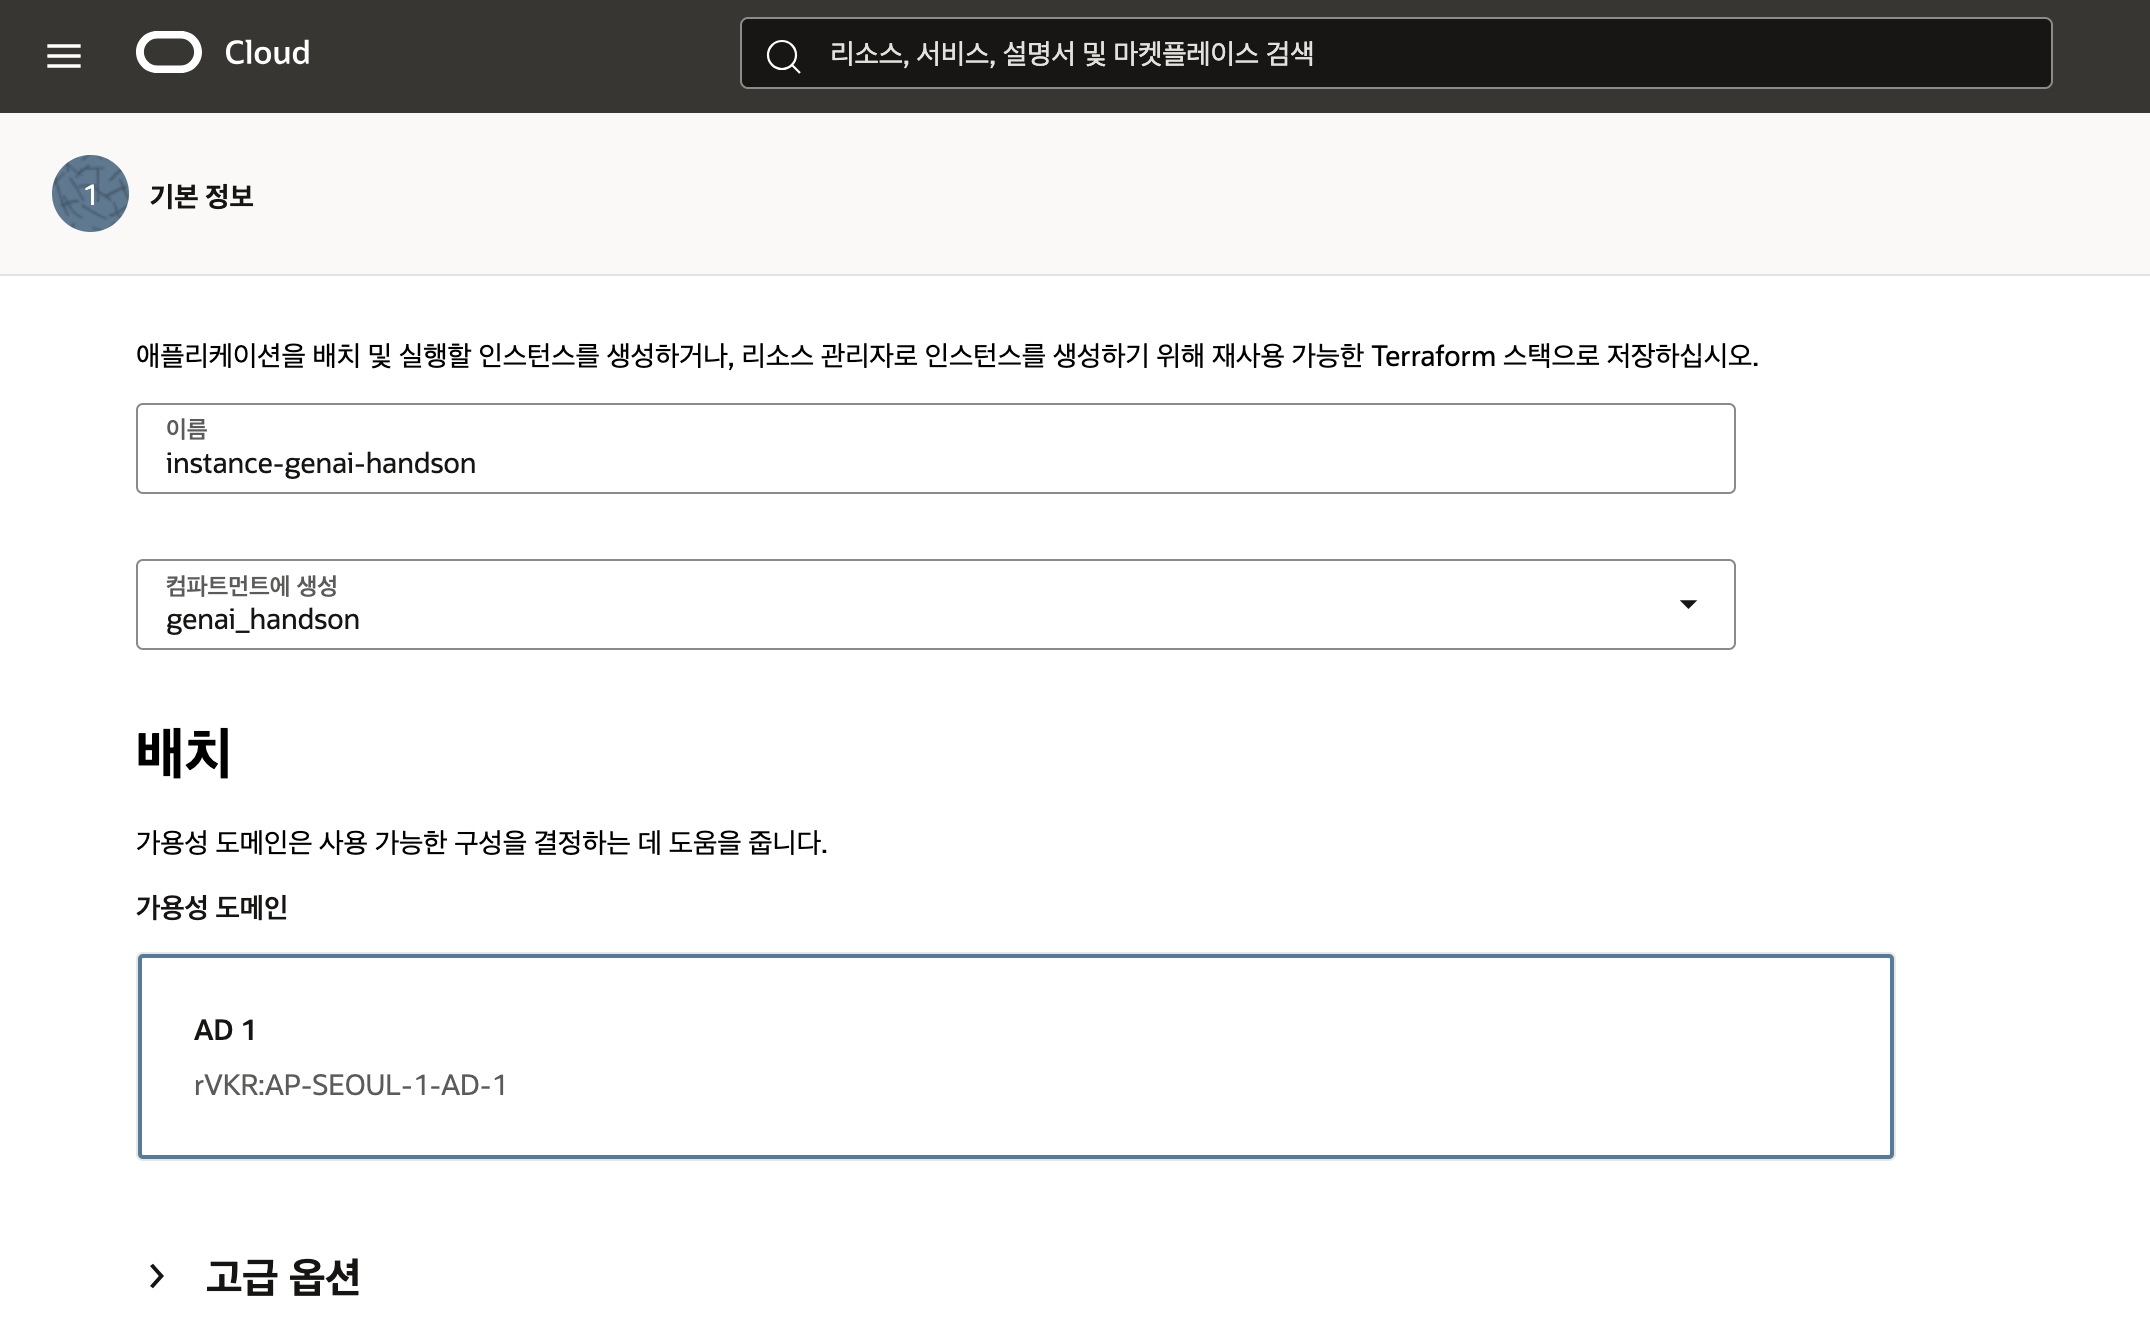 Cloud
리소스, 서비스, 설명서 및 마켓플레이스 검색
1
기본 정보
애플리케이션을 배치 및 실행할 인스턴스를 생성하거나, 리소스 관리자로 인스턴스를 생성하기 위해 재사용 가능한 Terraform 스택으로 저장하십시오.
이름
instance-genai-handson
컴파트먼트에 생성
genai_handson
배치
가용성 도메인은 사용 가능한 구성을 결정하는 데 도움을 줍니다.
가용성 도메인
AD 1
rVKR:AP-SEOUL-1-AD-1
고급 옵션